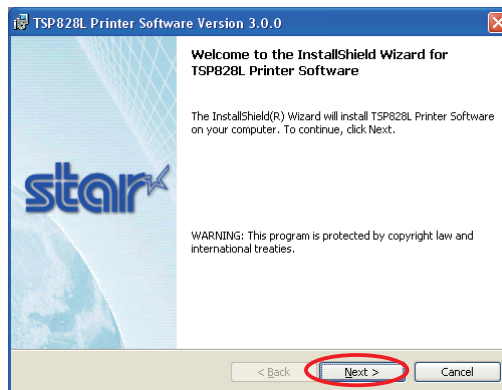 TSP828L Printer Software Version 3.0.0
Welcome to the InstallShield Wizard for
TSP828L Printer Software
The InstallShield(R) Wizard will install TSP828L Printer Software
on your computer. To continue, click Next.
star
WARNING: This program is protected by copyright law and
international treaties.
< Back
Next >
Cancel